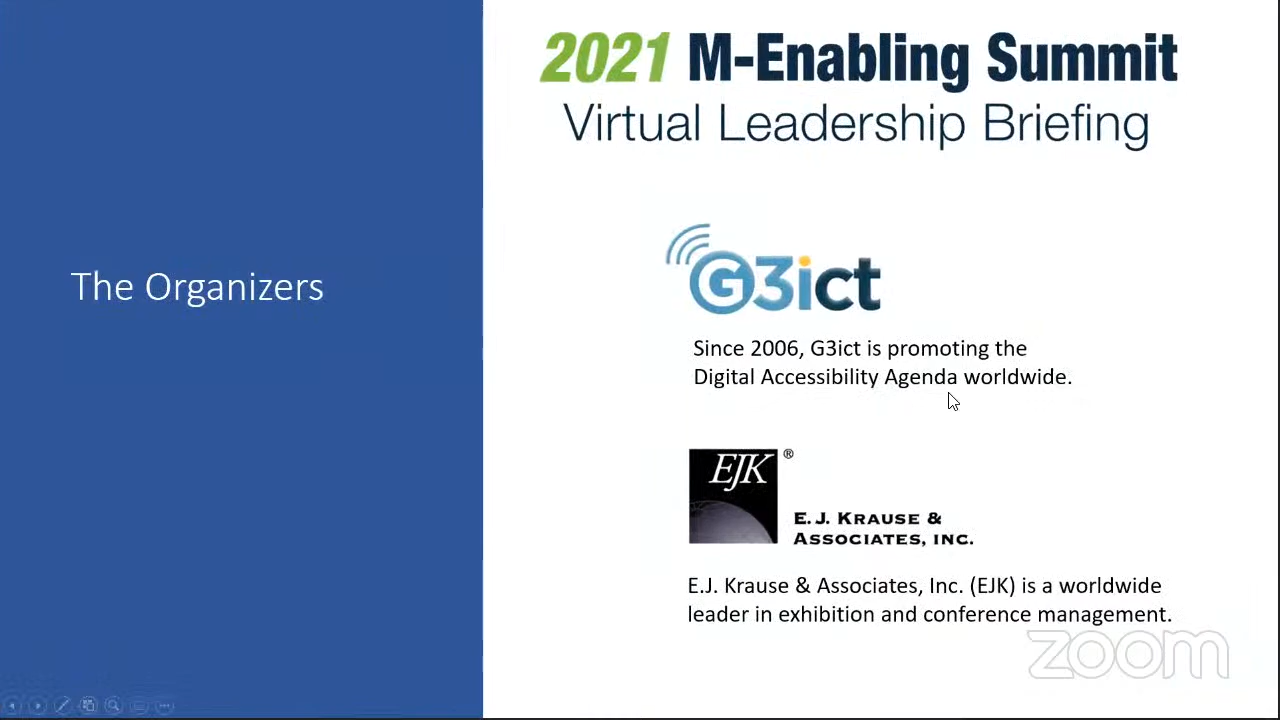 2021 M-Enabling Summit
Virtual Leadership Briefing
The Organizers
G3ict
Since 2006, G3ict is promoting the
Digital Accessibility Agenda worldwide.
EJK ®
E. J. KRAUSE &
ASSOCIATES, INC.
E.J. Krause & Associates, Inc. (EJK) is a worldwide
leader in exhibition and conference management.
zoom